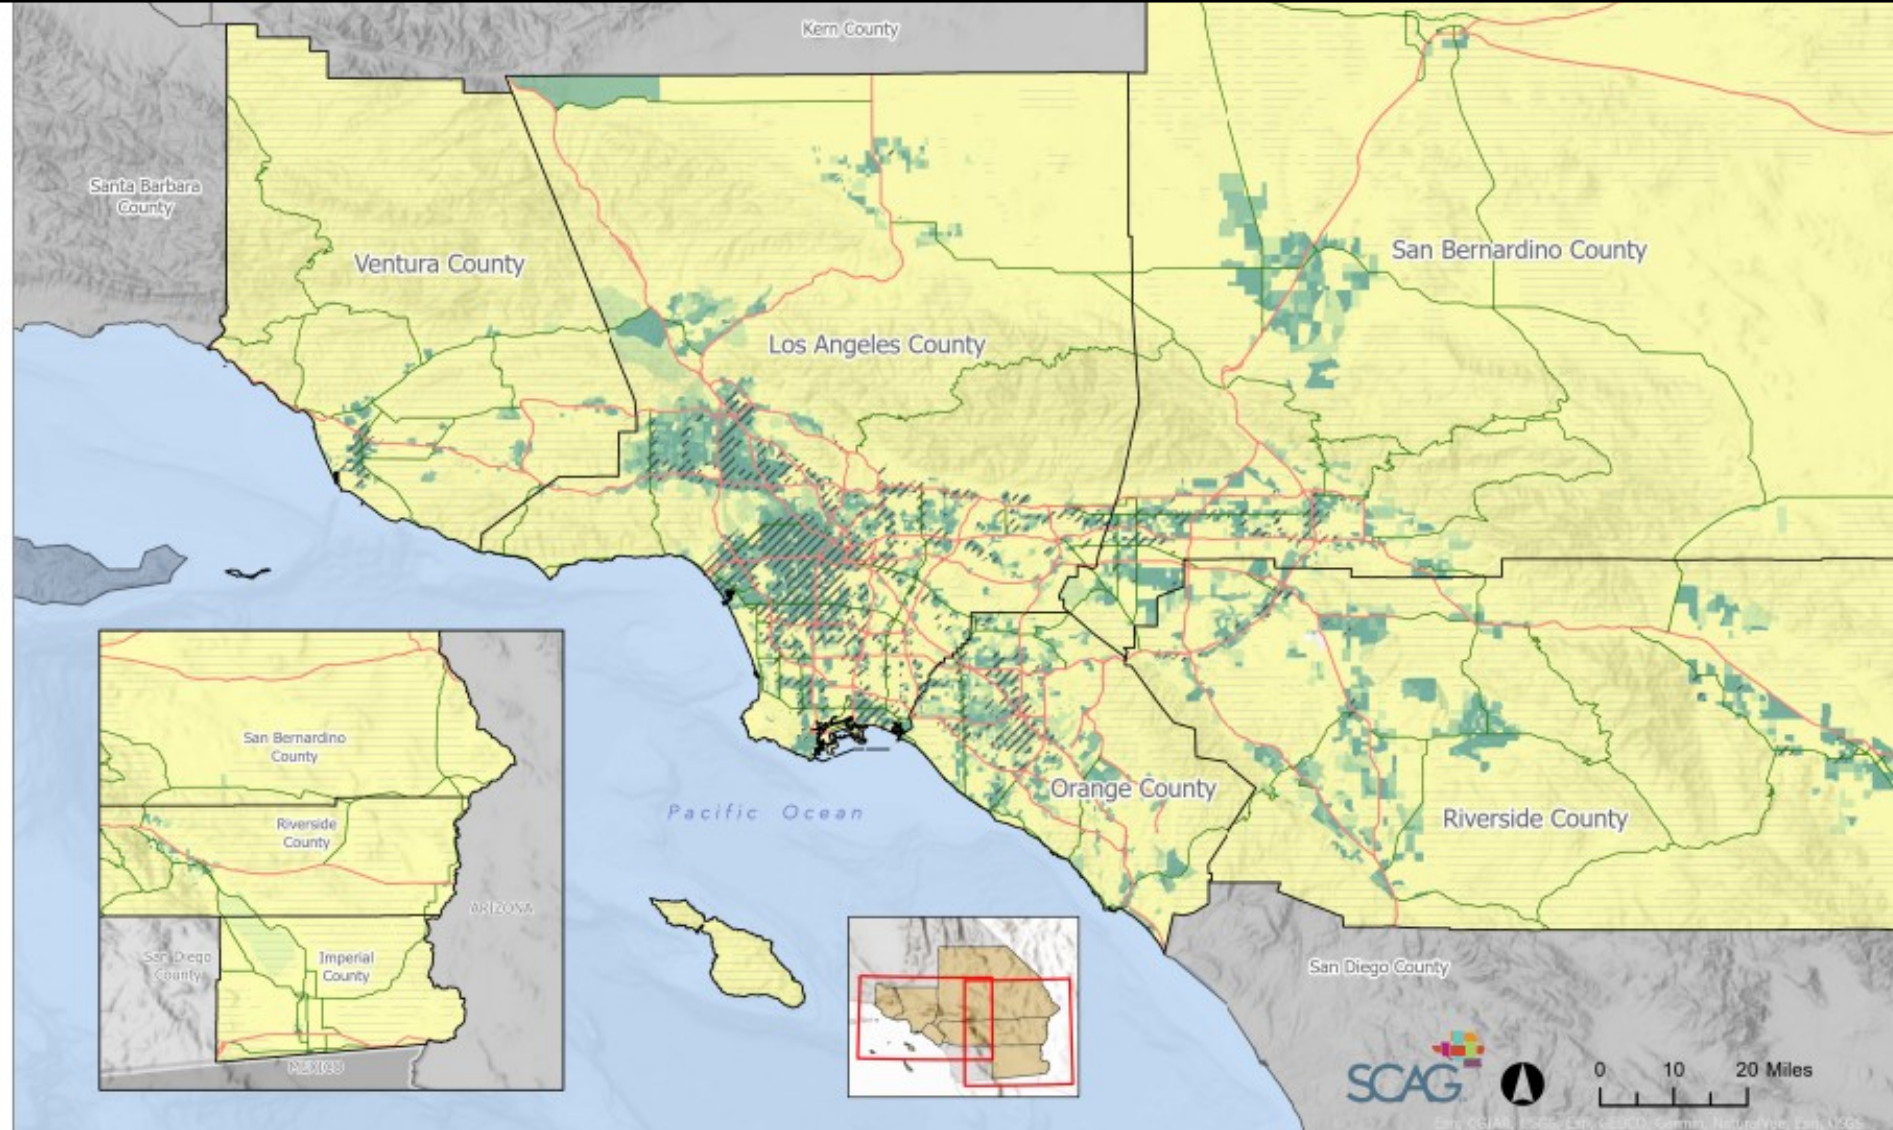 Kern County
Santa Barbara
County
Ventura County
San Bernardino County
Los Angeles County
Orange County
Riverside County
Pacific Ocean
San Bernardino
County
Riverside
County
ARIZONA
San Diego
County
Imperial
County
MEXICO
San Diego County
SCAG
0 10 20 Miles